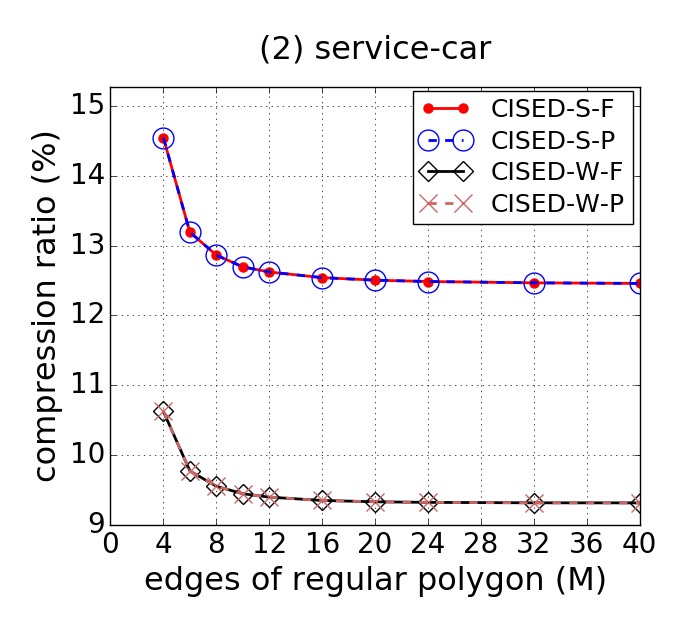 (2) service-car
compression ratio (%)
15
14
13
12
11
10
9
CISED-S-F
CISED-S-P
CISED-W-F
CISED-W-P
0 4 8 12 16 20 24 28 32 36 40
edges of regular polygon (M)